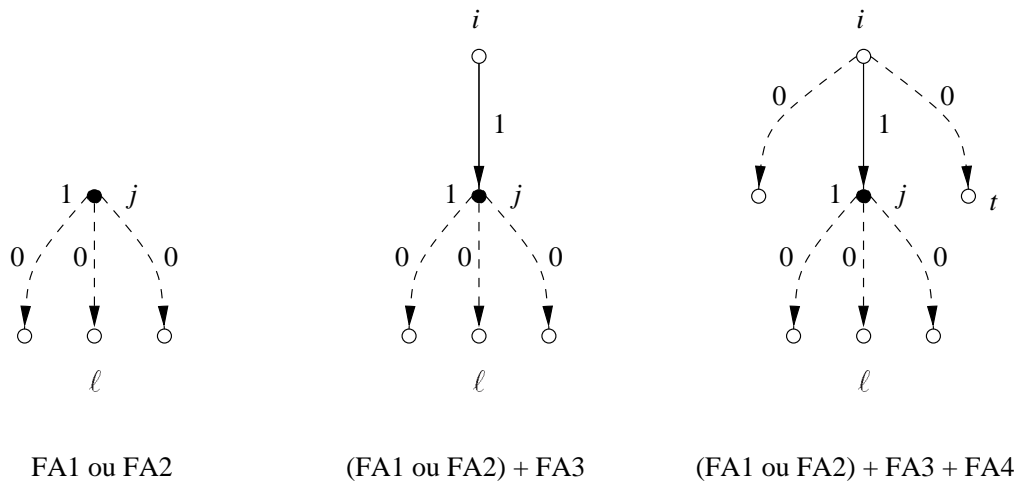 i i
0 0
1 1
1 j 1 j 1 j t
0 0 0 0 0 0 0 0 0
ℓ ℓ ℓ
FA1 ou FA2 (FA1 ou FA2) + FA3 (FA1 ou FA2) + FA3 + FA4